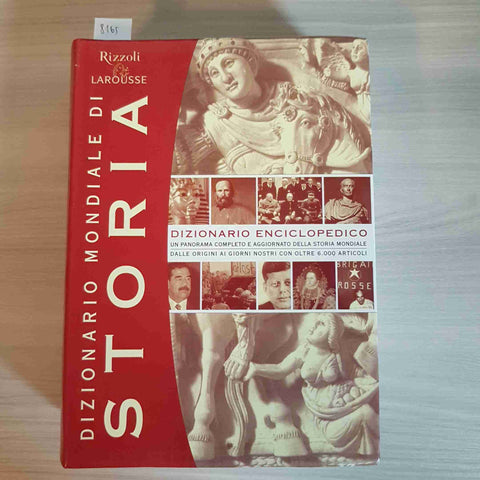 8165
Rizzoli
&
LAROUSSE
DIZIONARIO MONDIALE DI
STORIA
DIZIONARIO ENCICLOPEDICO
UN PANORAMA COMPLETO E AGGIORNATO DELLA STORIA MONDIALE
DALLE ORIGINI AI GIORNI NOSTRI CON OLTRE 6.000 ARTICOLI
BRIGAT
ROSSE